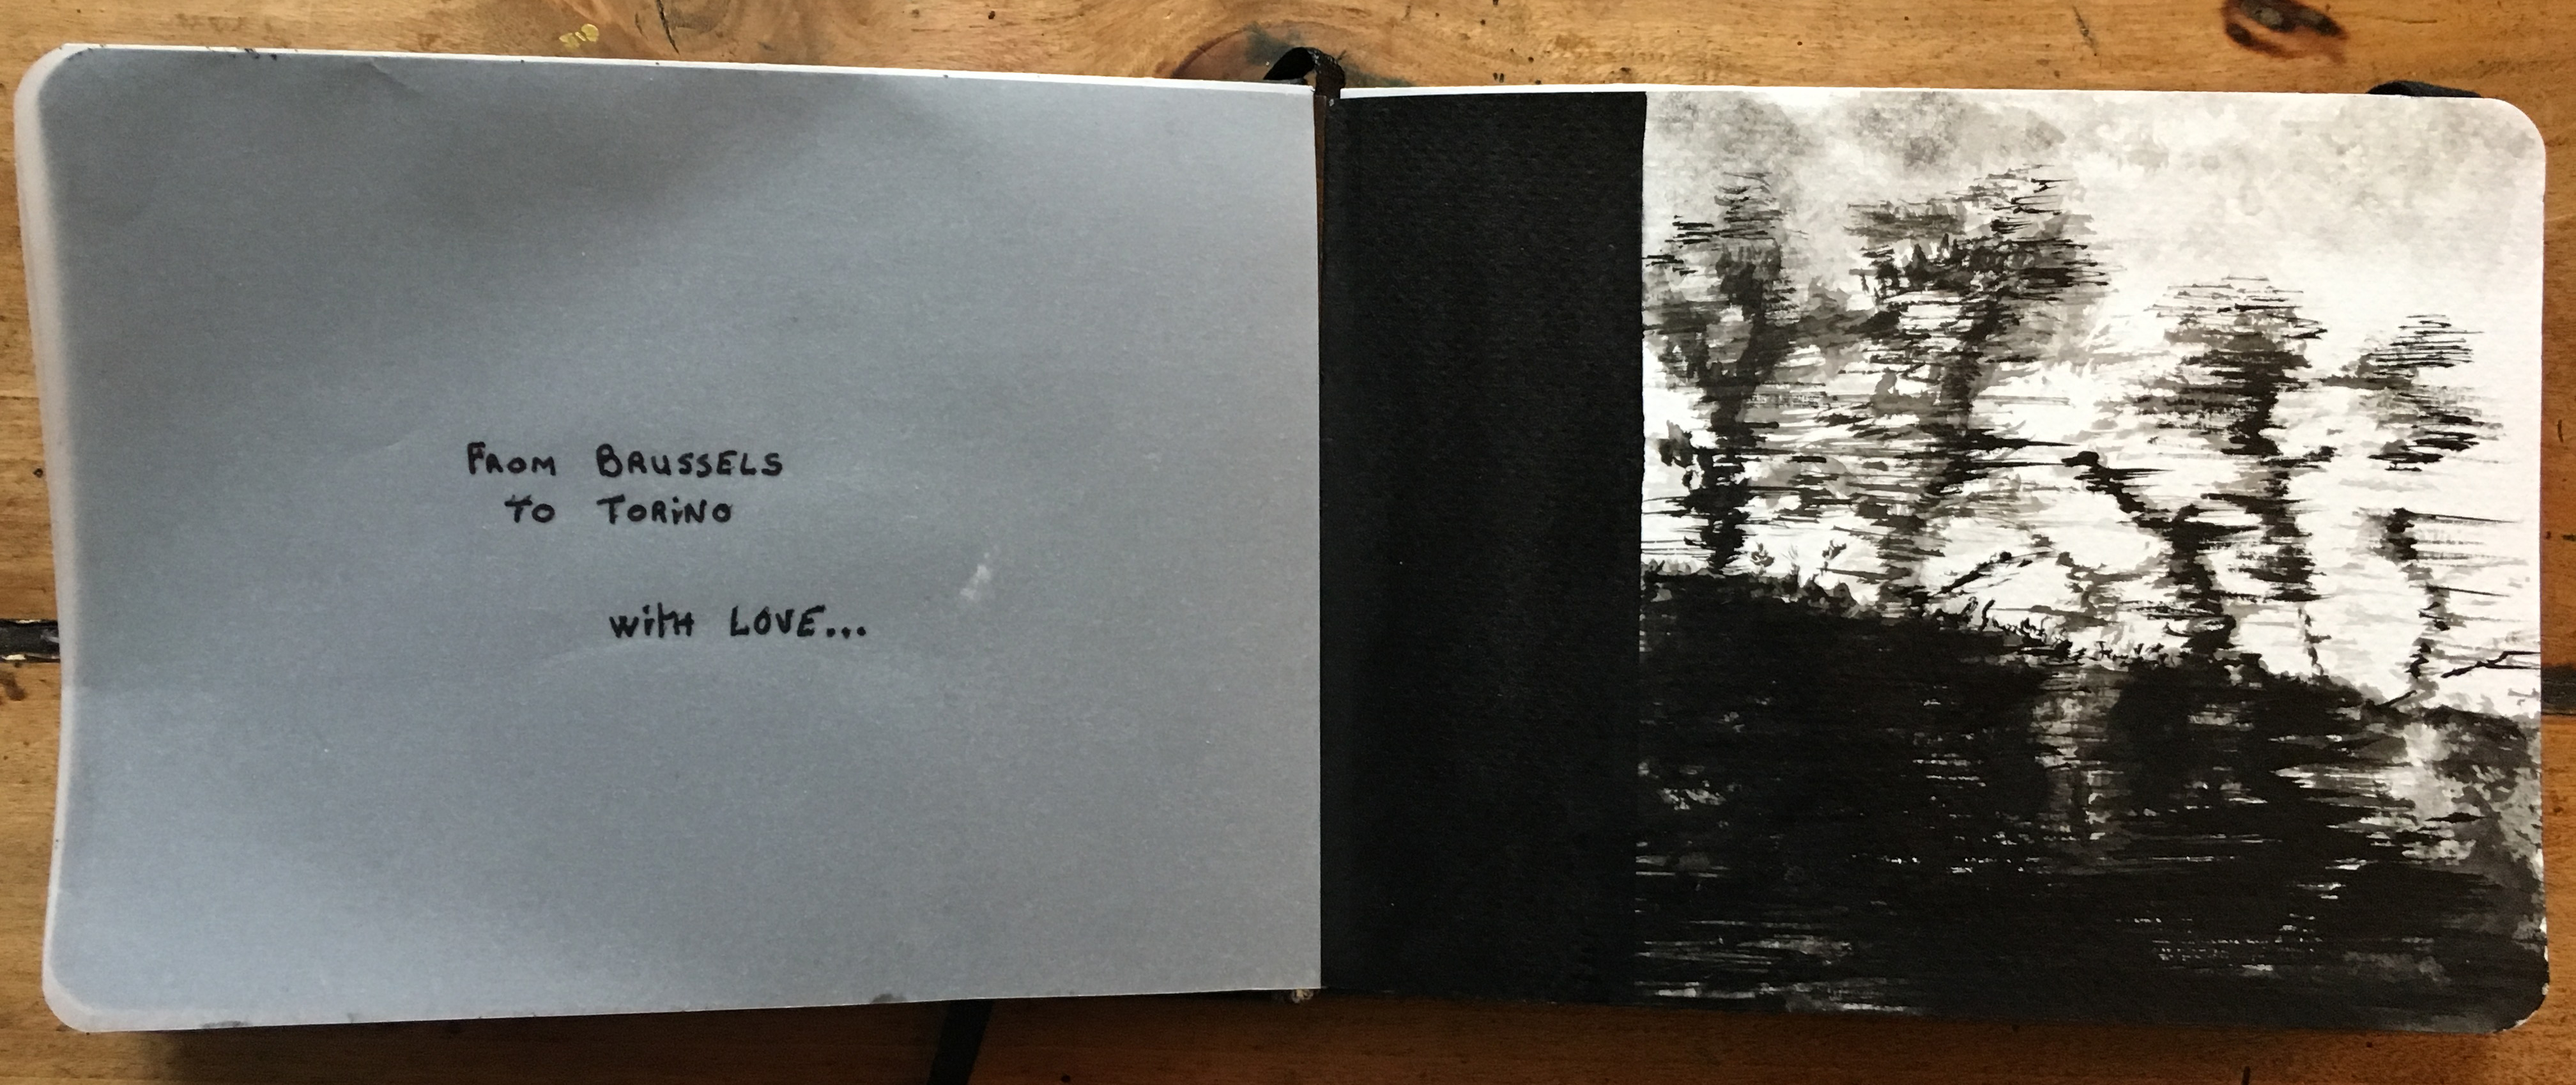 FROM BRUSSELS
to TORiNO
with LOVE...